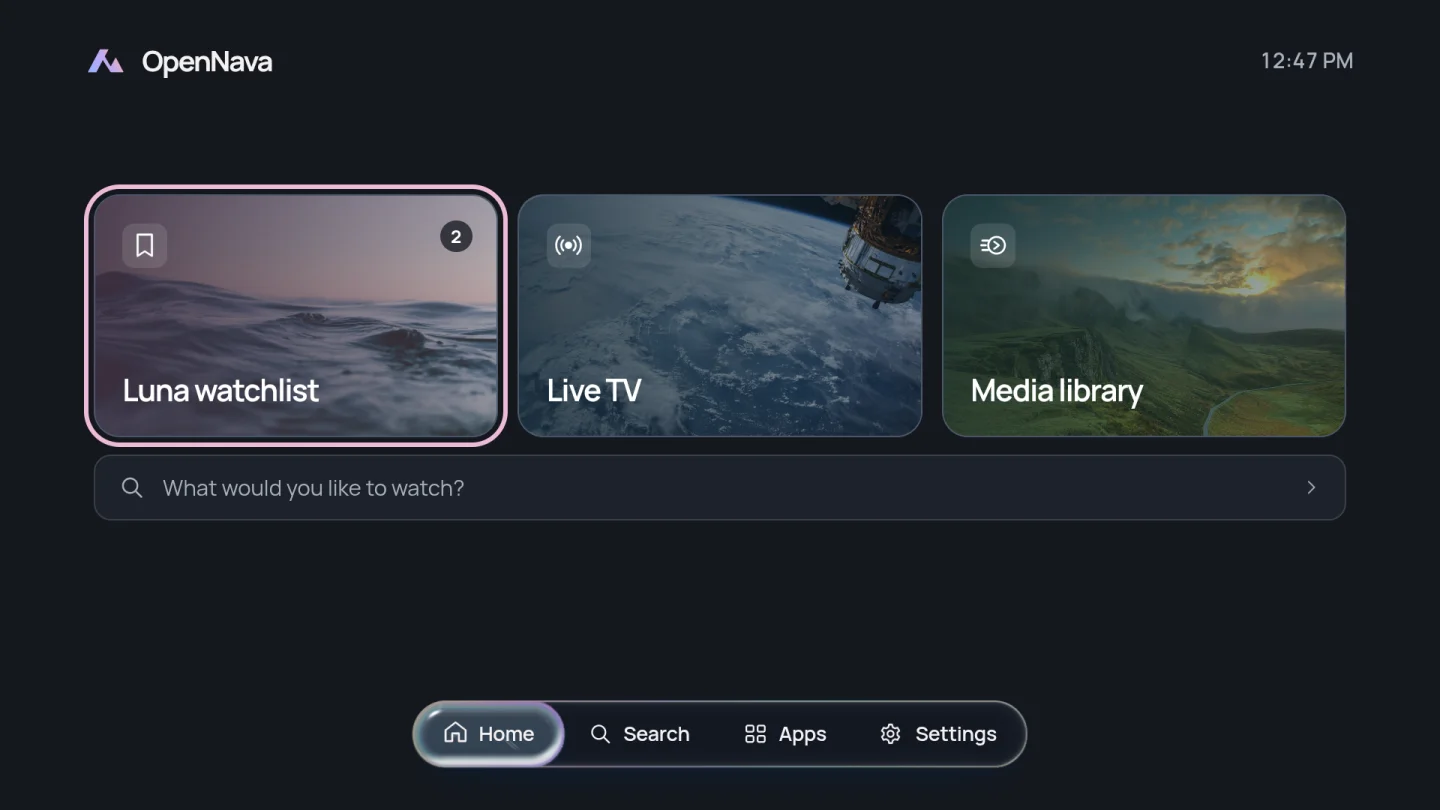 OpenNava
12:47 PM
2
Luna watchlist
Live TV
Media library
What would you like to watch?
Home
Search
Apps
Settings